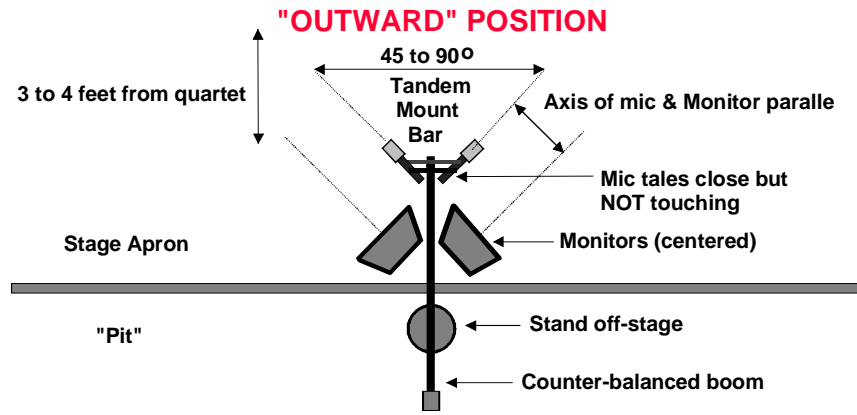 "OUTWARD" POSITION
45 to 90º
3 to 4 feet from quartet
Tandem
Mount
Bar
Axis of mic & Monitor paralle
Mic tales close but
NOT touching
Stage Apron
Monitors (centered)
"Pit"
Stand off-stage
Counter-balanced boom